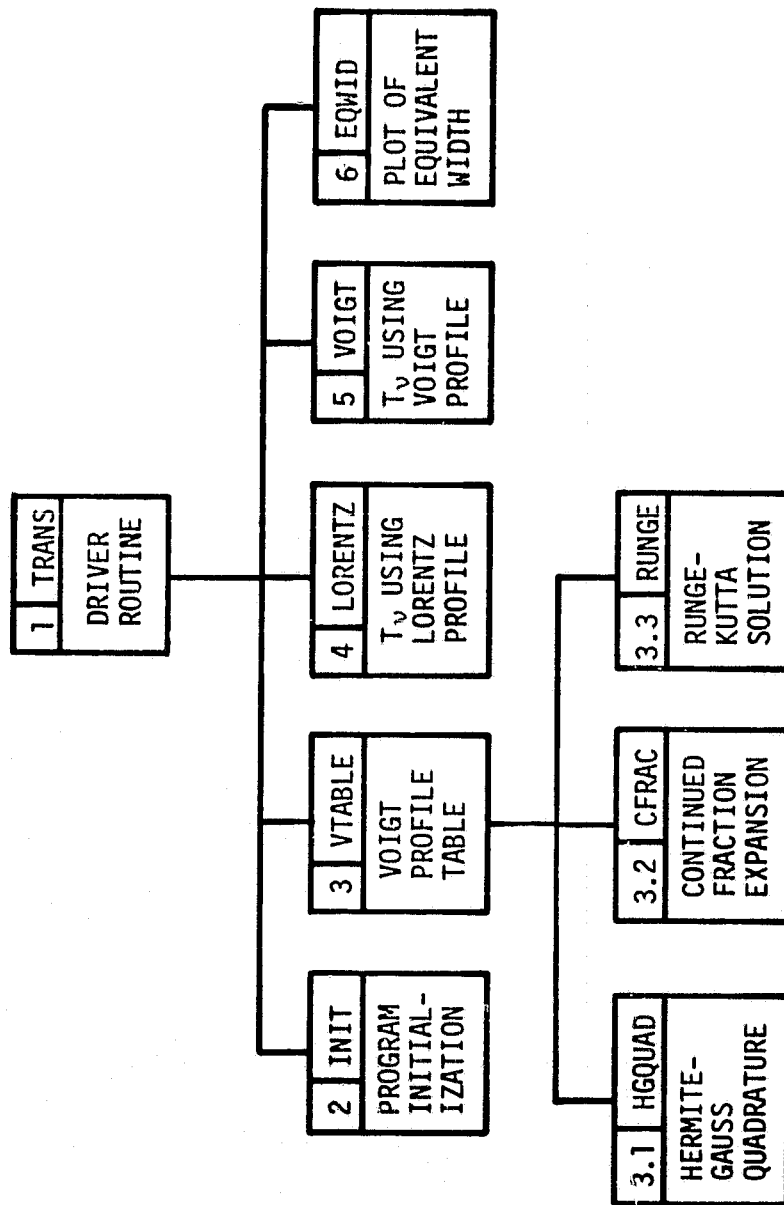 1 TRANS
DRIVER
ROUTINE
2 INIT
PROGRAM
INITIAL-
IZATION
3 VTABLE
VOIGT
PROFILE
TABLE
4 LORENTZ
Tν USING
LORENTZ
PROFILE
5 VOIGT
Tν USING
VOIGT
PROFILE
6 EQWID
PLOT OF
EQUIVALENT
WIDTH
3.1 HGQUAD
HERMITE-
GAUSS
QUADRATURE
3.2 CFRAC
CONTINUED
FRACTION
EXPANSION
3.3 RUNGE
RUNGE-
KUTTA
SOLUTION